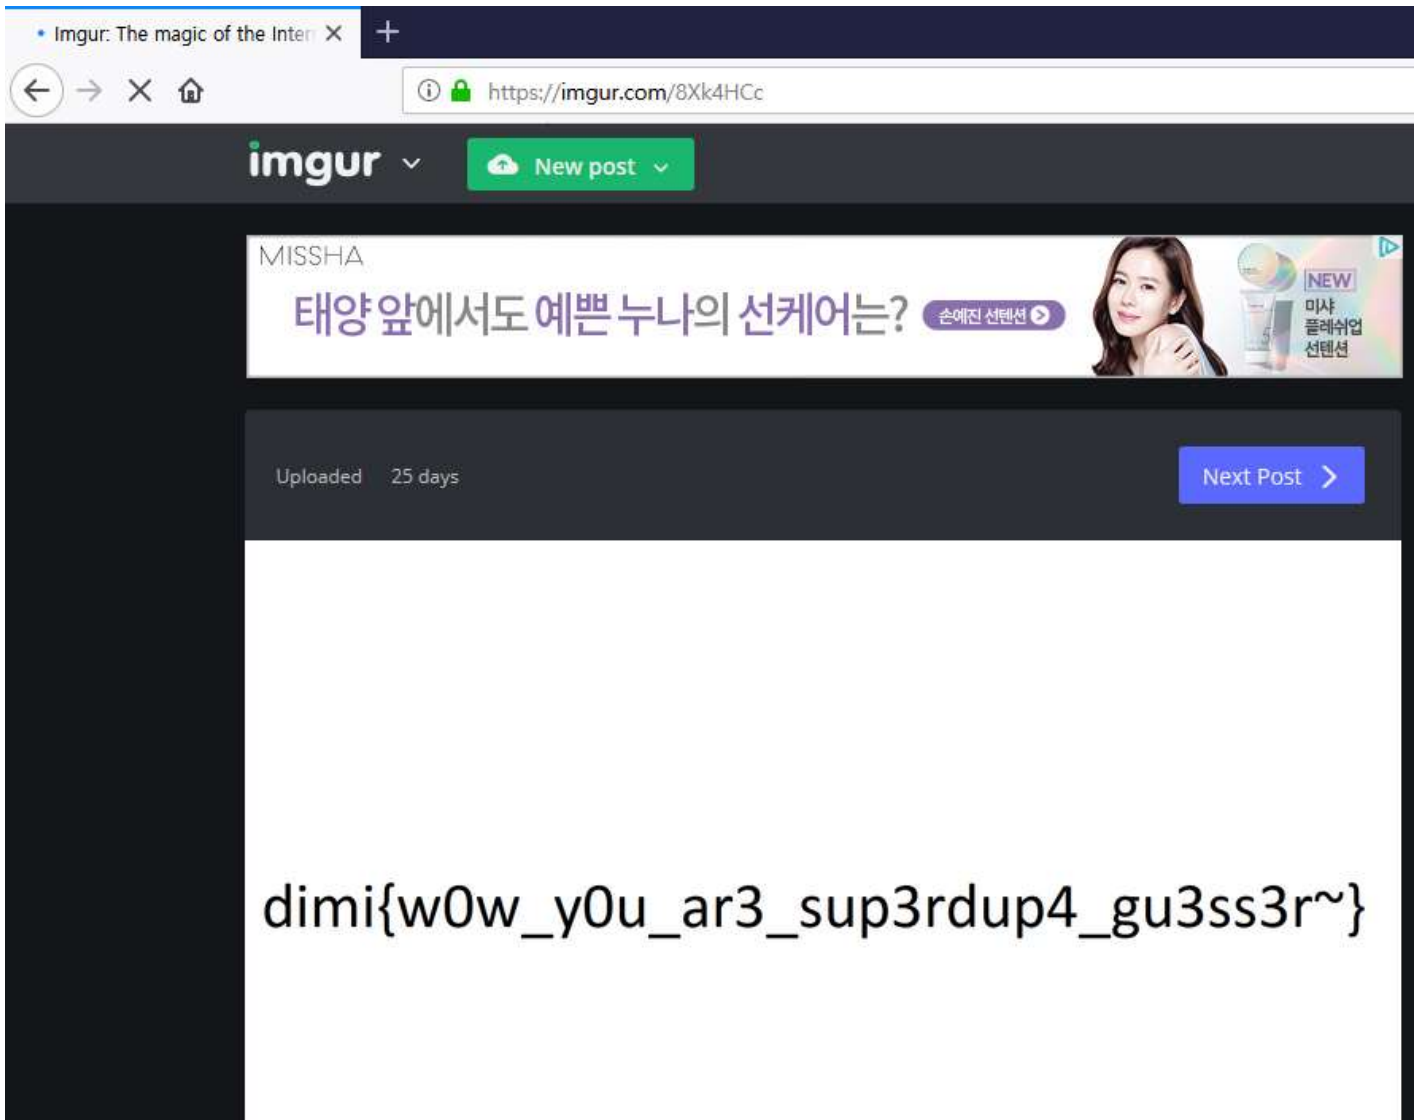 Imgur: The magic of the Inter
https://imgur.com/8Xk4HCc
imgur
New post
MISSHA
태양 앞에서도 예쁜 누나의 선케어는?
손예진 선텐션
NEW
미샤
플레쉬업
선텐션
Uploaded 25 days
Next Post
dimi{w0w_y0u_ar3_sup3rdup4_gu3ss3r~}